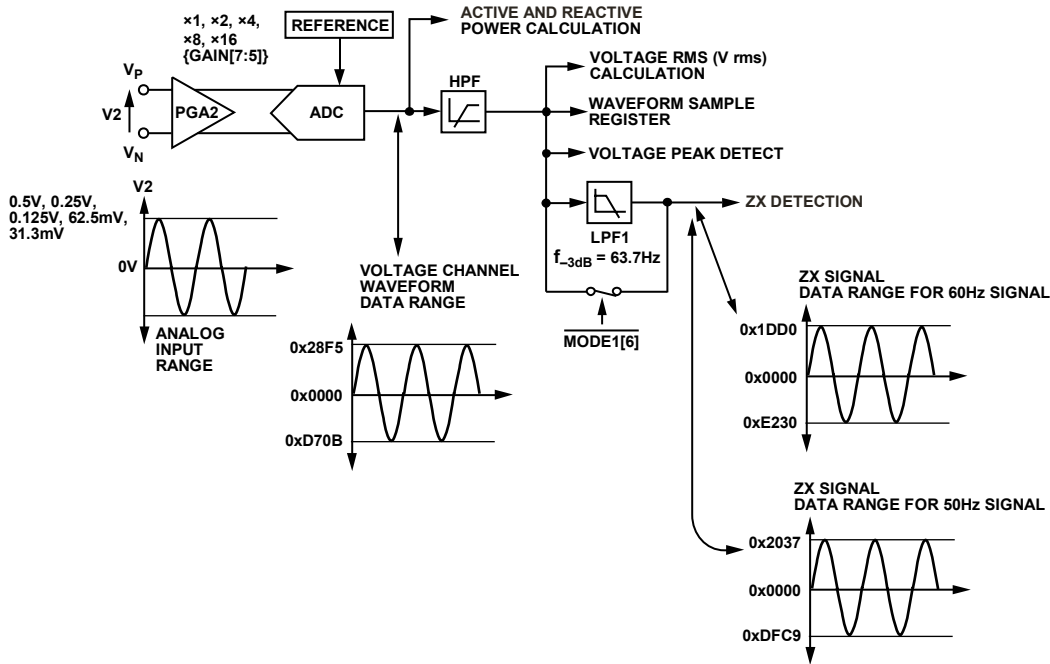 ×1, ×2, ×4,
×8, ×16
{GAIN[7:5]}
REFERENCE
ACTIVE AND REACTIVE
POWER CALCULATION
VP
V2
VN
PGA2
ADC
HPF
VOLTAGE RMS (V rms)
CALCULATION
WAVEFORM SAMPLE
REGISTER
VOLTAGE PEAK DETECT
ZX DETECTION
LPF1
f–3dB = 63.7Hz
MODE1[6]
V2
0.5V, 0.25V,
0.125V, 62.5mV,
31.3mV
0V
ANALOG
INPUT
RANGE
VOLTAGE CHANNEL
WAVEFORM
DATA RANGE
0x28F5
0x0000
0xD70B
ZX SIGNAL
DATA RANGE FOR 60Hz SIGNAL
0x1DD0
0x0000
0xE230
ZX SIGNAL
DATA RANGE FOR 50Hz SIGNAL
0x2037
0x0000
0xDFC9